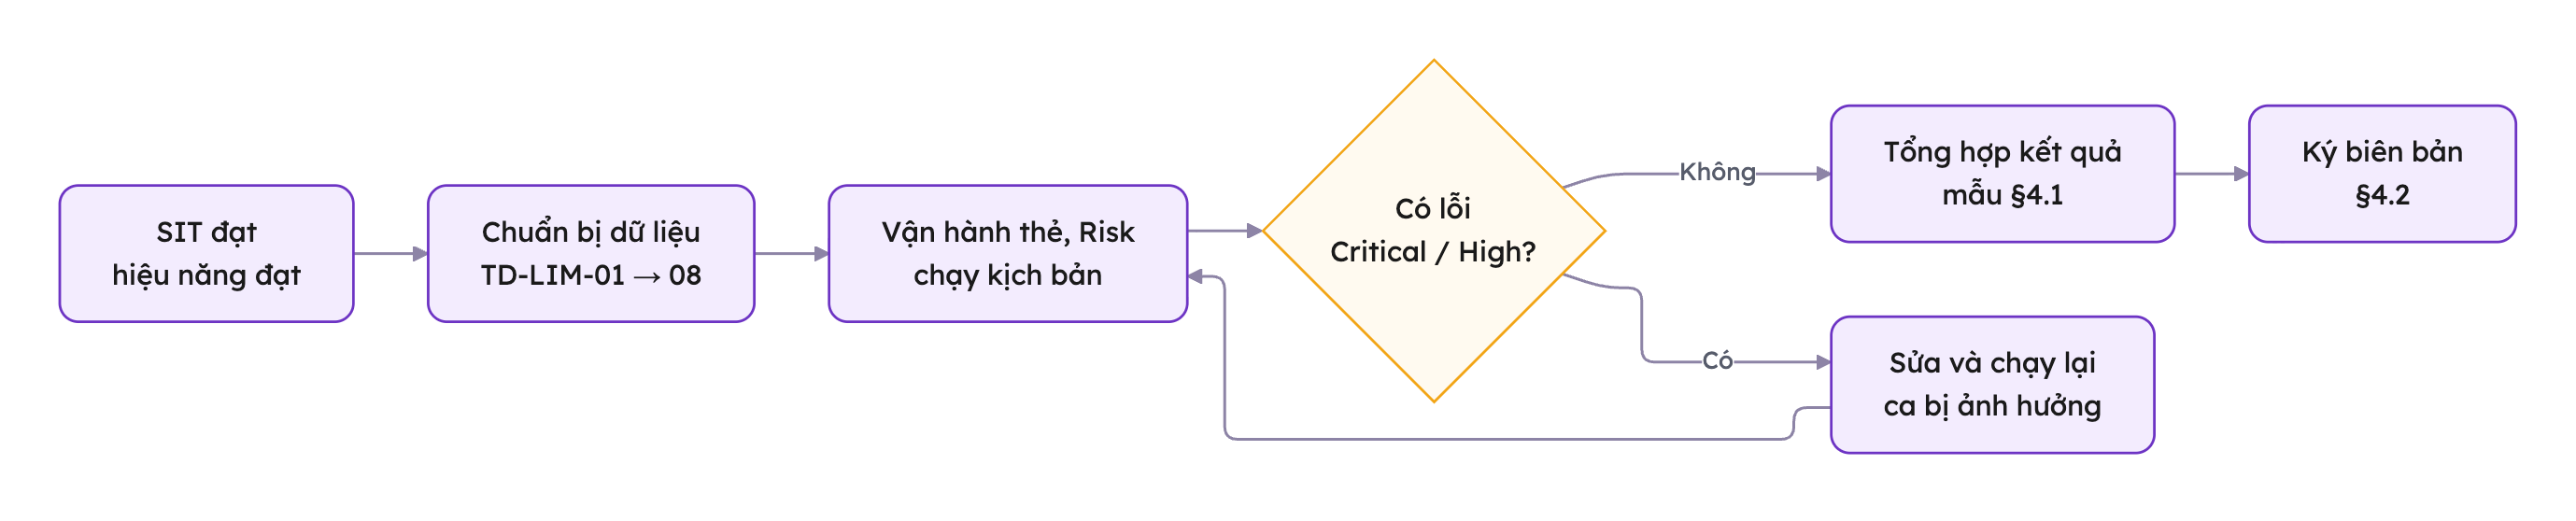 SIT đạt
hiệu năng đạt
Chuẩn bị dữ liệu
TD-LIM-01 → 08
Vận hành thẻ, Risk
chạy kịch bản
Có lỗi
Critical / High?
Không
Tổng hợp kết quả
mẫu §4.1
Ký biên bản
§4.2
Có
Sửa và chạy lại
ca bị ảnh hưởng